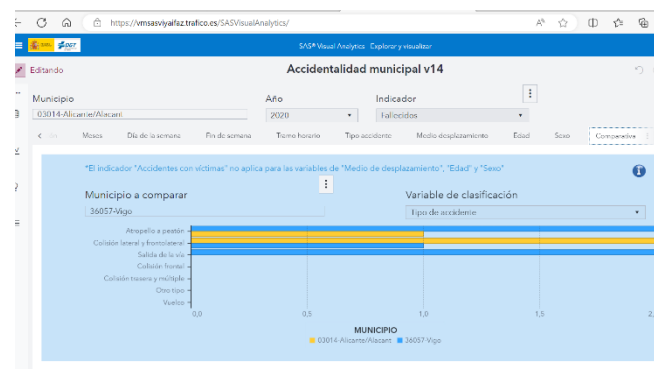 https://vmsasviyaifaz.trafico.es/SASVisualAnalytics/
DGT
SAS® Visual Analytics - Explorar y visualizar
Editando
Accidentalidad municipal v14
Municipio
Año
Indicador
03014-Alicante/Alacant
2020
Fallecidos
Meses
Día de la semana
Fin de semana
Tramo horario
Tipo accidente
Medio desplazamiento
Edad
Sexo
Comparativa
*El indicador "Accidentes con víctimas" no aplica para las variables de "Medio de desplazamiento", "Edad" y "Sexo"
Municipio a comparar
Variable de clasificación
36057-Vigo
Tipo de accidente
Atropello a peatón
Colisión lateral y frontolateral
Salida de la vía
Colisión frontal
Colisión trasera y múltiple
Otro tipo
Vuelco
0,0
0,5
1,0
1,5
2,
MUNICIPIO
03014-Alicante/Alacant
36057-Vigo